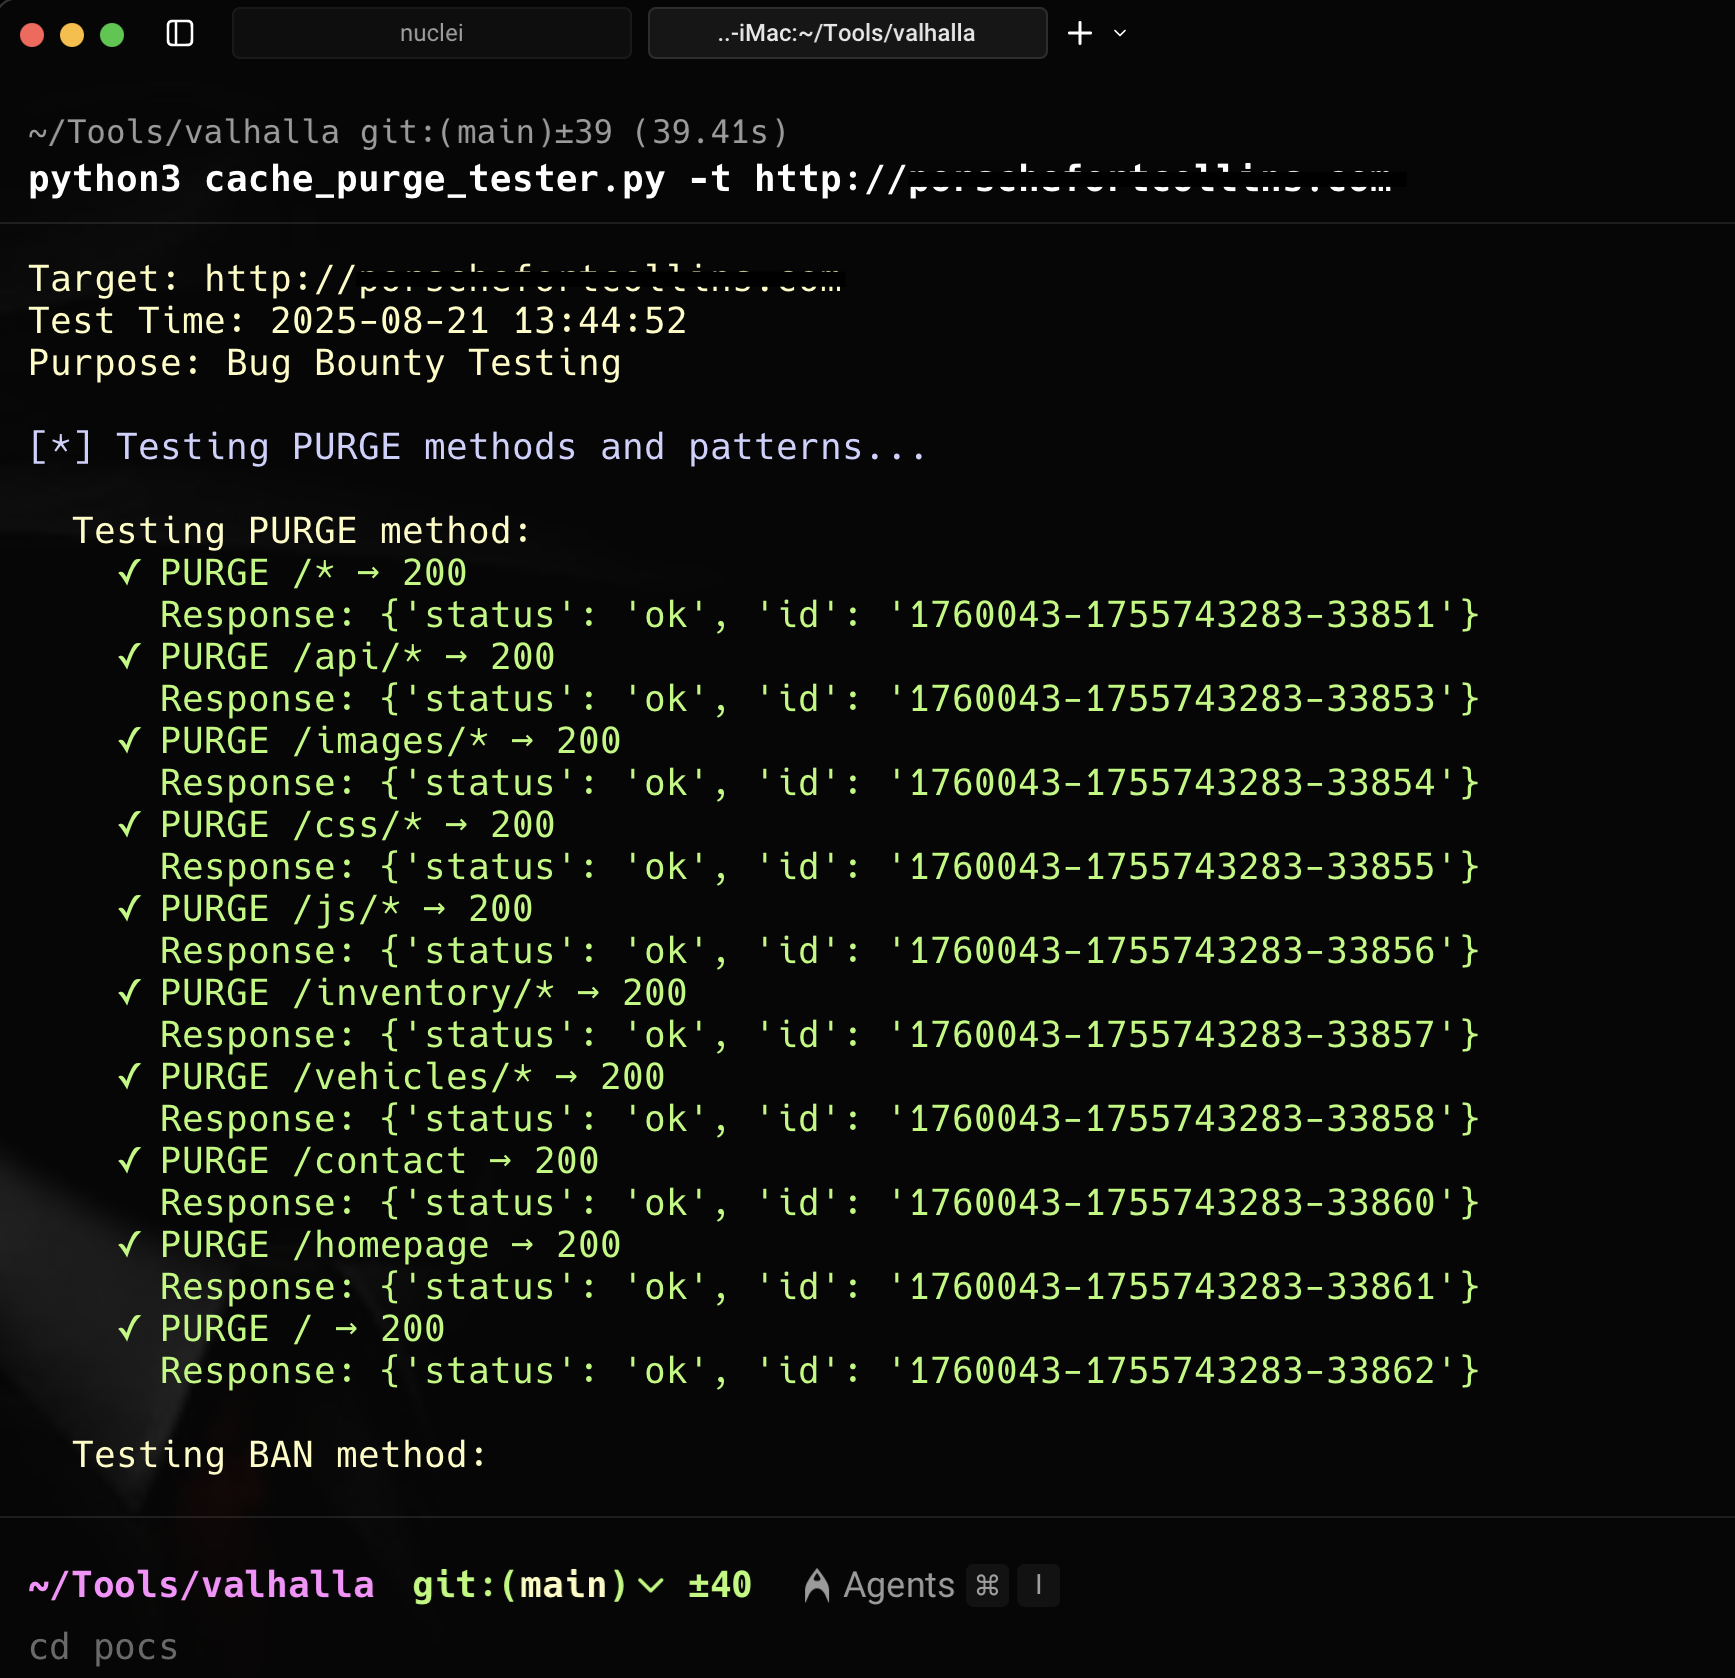 nuclei
..-iMac:~/Tools/valhalla
~/Tools/valhalla git:(main)±39 (39.41s)
python3 cache_purge_tester.py -t http://
Target: http://
Test Time: 2025-08-21 13:44:52
Purpose: Bug Bounty Testing
[*] Testing PURGE methods and patterns...
Testing PURGE method:
✓ PURGE /* → 200
Response: {'status': 'ok', 'id': '1760043-1755743283-33851'}
✓ PURGE /api/* → 200
Response: {'status': 'ok', 'id': '1760043-1755743283-33853'}
✓ PURGE /images/* → 200
Response: {'status': 'ok', 'id': '1760043-1755743283-33854'}
✓ PURGE /css/* → 200
Response: {'status': 'ok', 'id': '1760043-1755743283-33855'}
✓ PURGE /js/* → 200
Response: {'status': 'ok', 'id': '1760043-1755743283-33856'}
✓ PURGE /inventory/* → 200
Response: {'status': 'ok', 'id': '1760043-1755743283-33857'}
✓ PURGE /vehicles/* → 200
Response: {'status': 'ok', 'id': '1760043-1755743283-33858'}
✓ PURGE /contact → 200
Response: {'status': 'ok', 'id': '1760043-1755743283-33860'}
✓ PURGE /homepage → 200
Response: {'status': 'ok', 'id': '1760043-1755743283-33861'}
✓ PURGE / → 200
Response: {'status': 'ok', 'id': '1760043-1755743283-33862'}
Testing BAN method:
~/Tools/valhalla git:(main) ±40 Agents ⌘ I
cd pocs